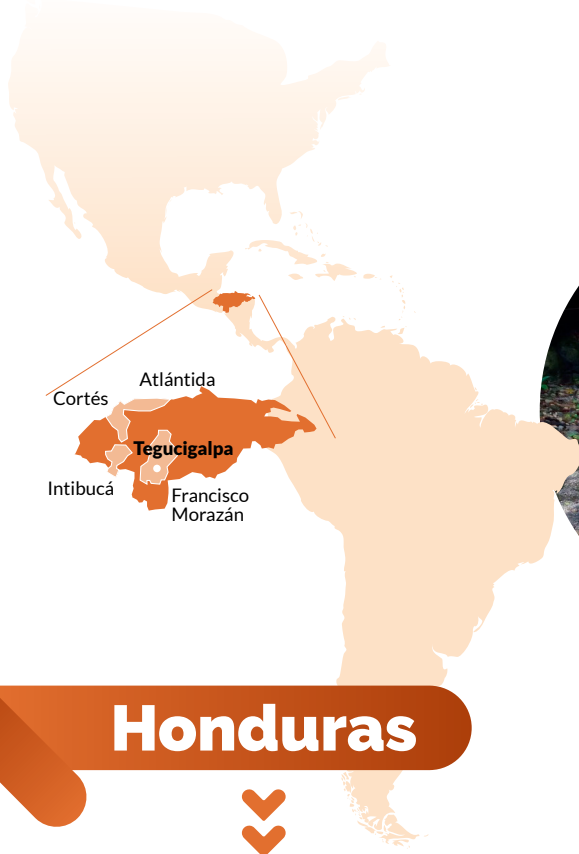 Atlántida
Cortés
Tegucigalpa
Intibucá
Francisco
Morazán
Honduras